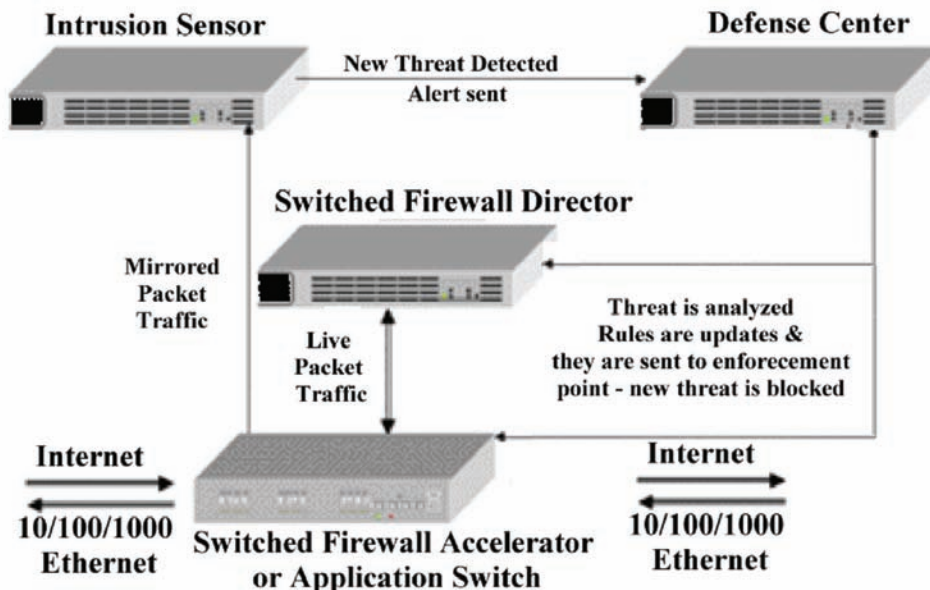 Intrusion Sensor
Defense Center
New Threat Detected
Alert sent
Switched Firewall Director
Mirrored
Packet
Traffic
Live
Packet
Traffic
Threat is analyzed
Rules are updates &
they are sent to enforecement
point - new threat is blocked
Internet
10/100/1000
Ethernet
Internet
10/100/1000
Ethernet
Switched Firewall Accelerator
or Application Switch